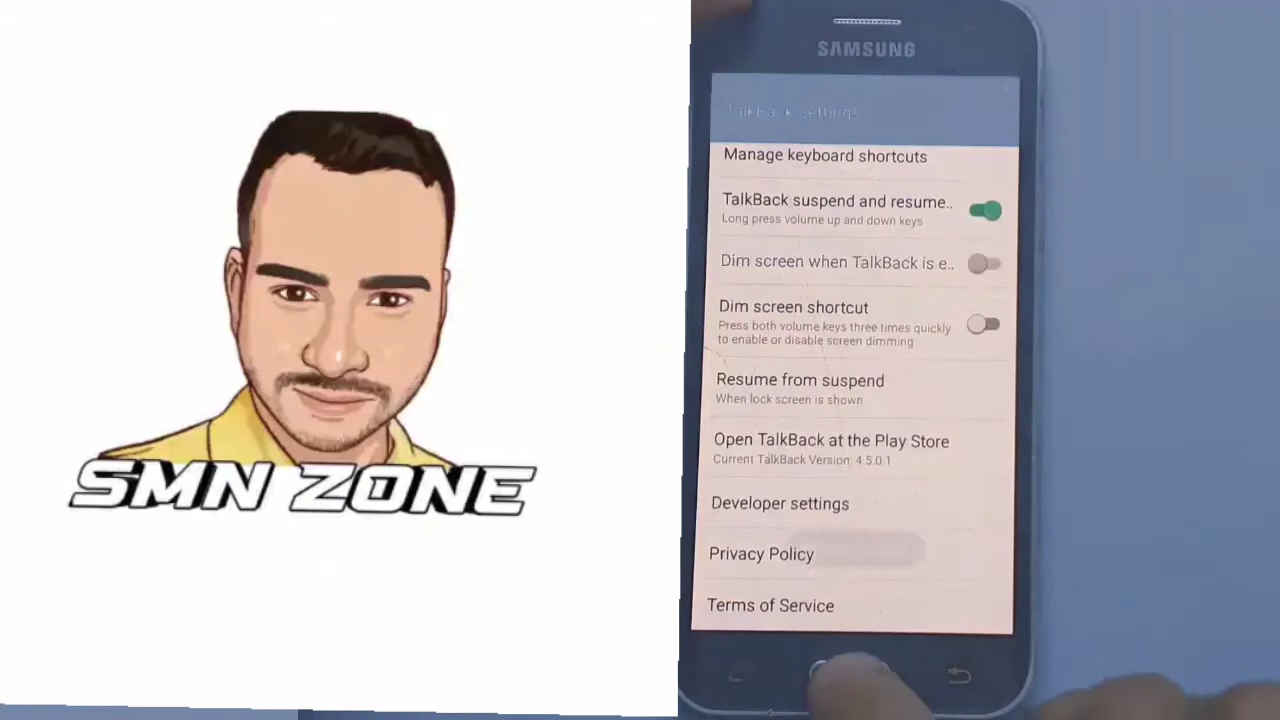 SMN ZONE
SAMSUNG
TalkBack settings
Manage keyboard shortcuts
TalkBack suspend and resume..
Long press volume up and down keys
Dim screen when TalkBack is e..
Dim screen shortcut
Press both volume keys three times quickly
to enable or disable screen dimming
Resume from suspend
When lock screen is shown
Open TalkBack at the Play Store
Current TalkBack Version: 4.5.0.1
Developer settings
Privacy Policy
Terms of Service